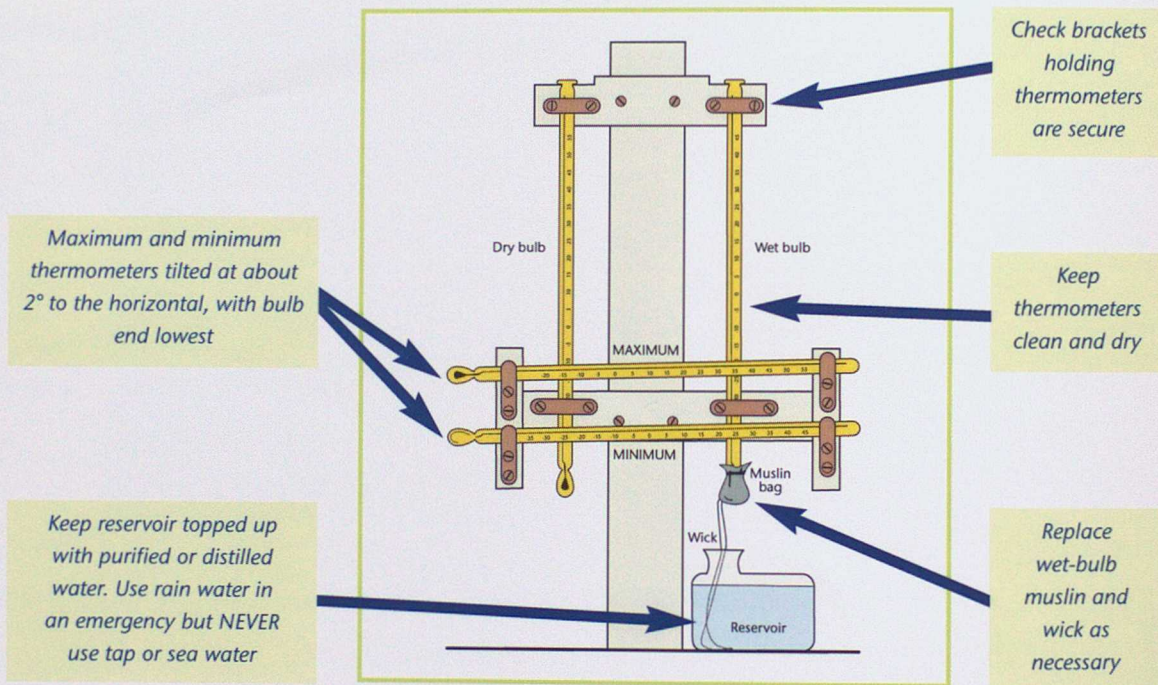 Check brackets
holding
thermometers
are secure
Maximum and minimum
thermometers tilted at about
2° to the horizontal, with bulb
end lowest
Dry bulb
Wet bulb
Keep
thermometers
clean and dry
MAXIMUM
MINIMUM
Muslin
bag
Wick
Reservoir
Keep reservoir topped up
with purified or distilled
water. Use rain water in
an emergency but NEVER
use tap or sea water
Replace
wet-bulb
muslin and
wick as
necessary